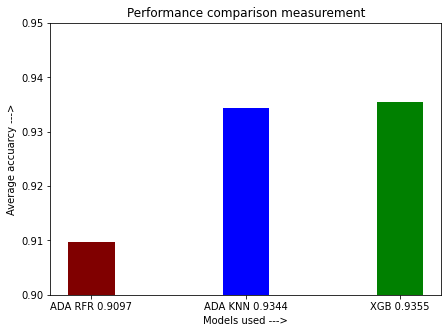 Performance comparison measurement
Average accuarcy --->
0.95
0.94
0.93
0.92
0.91
0.90
ADA RFR 0.9097 ADA KNN 0.9344 XGB 0.9355
Models used --->